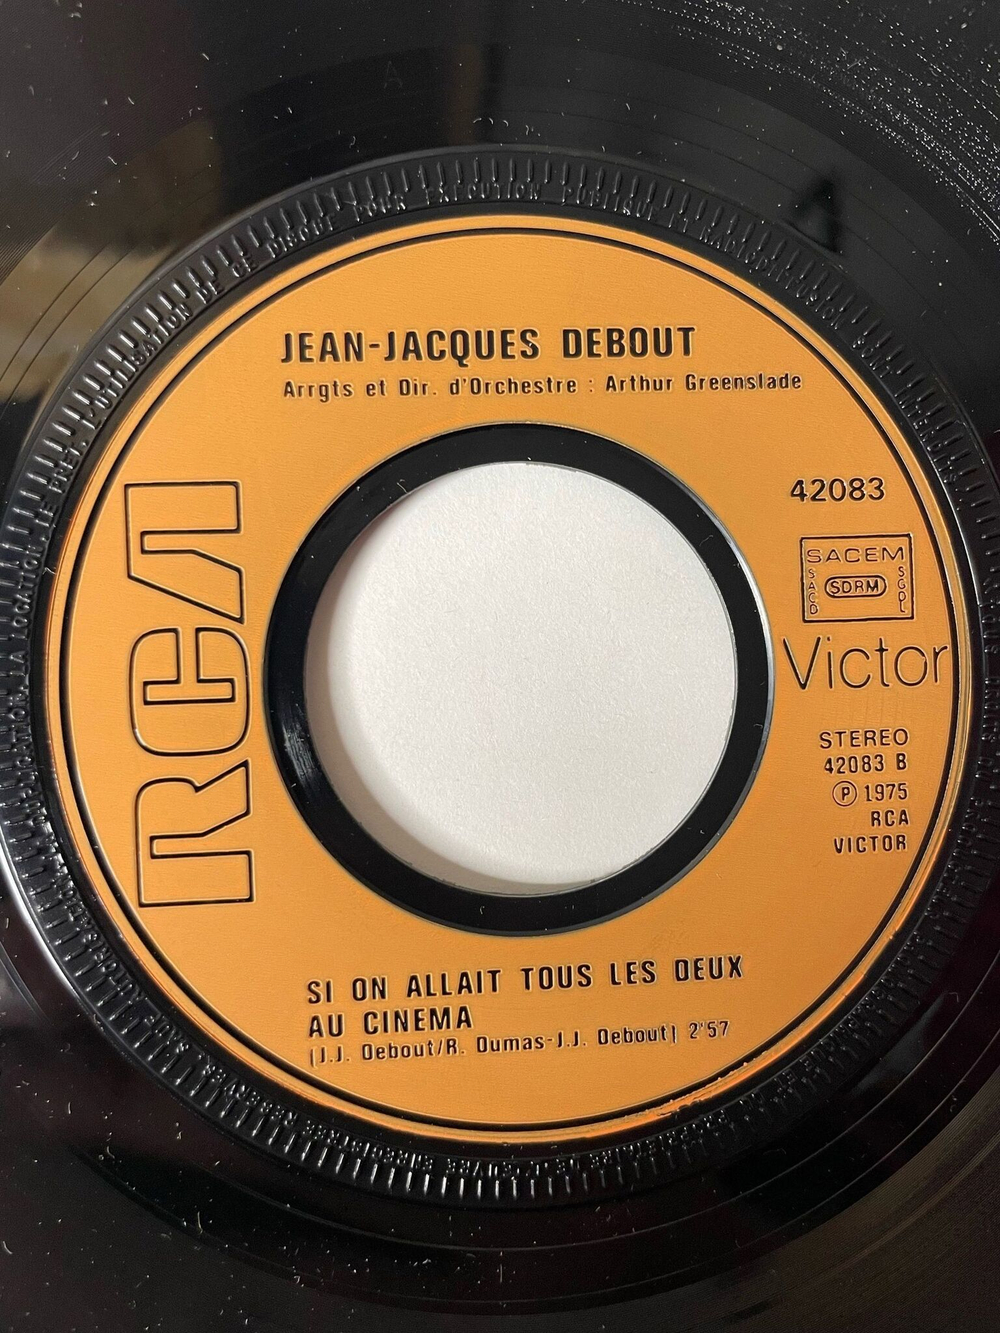 JEAN-JACQUES DEBOUT
Arrgts et Dir. d'Orchestre : Arthur Greenslade
42083
SACEM
SACD
SDRM
SGDL
RCA
Victor
STEREO
42083 B
Ⓟ 1975
RCA
VICTOR
SI ON ALLAIT TOUS LES DEUX
AU CINEMA
(J.J. Debout/R. Dumas-J.J. Debout) 2'57